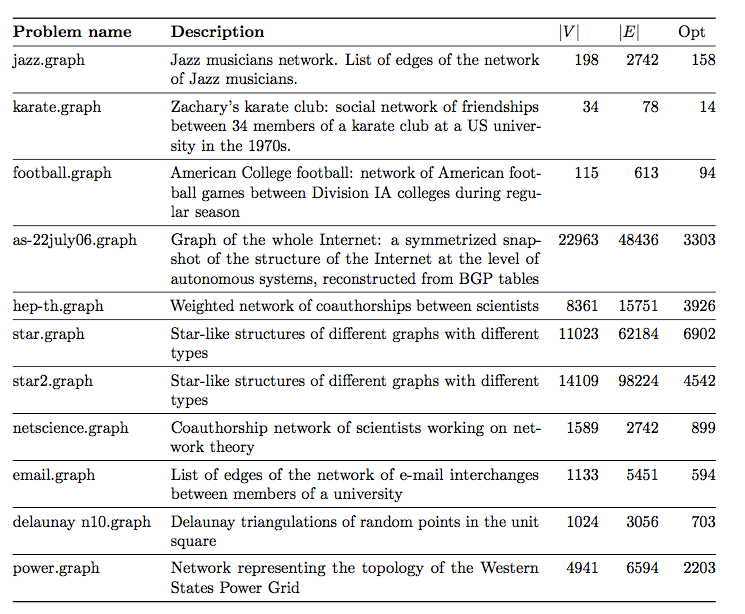 Problem name Description |V| |E| Opt
jazz.graph Jazz musicians network. List of edges of the network 198 2742 158
of Jazz musicians.
karate.graph Zachary's karate club: social network of friendships 34 78 14
between 34 members of a karate club at a US univer-
sity in the 1970s.
football.graph American College football: network of American foot- 115 613 94
ball games between Division IA colleges during regu-
lar season
as-22july06.graph Graph of the whole Internet: a symmetrized snap- 22963 48436 3303
shot of the structure of the Internet at the level of
autonomous systems, reconstructed from BGP tables
hep-th.graph Weighted network of coauthorships between scientists 8361 15751 3926
star.graph Star-like structures of different graphs with different 11023 62184 6902
types
star2.graph Star-like structures of different graphs with different 14109 98224 4542
types
netscience.graph Coauthorship network of scientists working on net- 1589 2742 899
work theory
email.graph List of edges of the network of e-mail interchanges 1133 5451 594
between members of a university
delaunay n10.graph Delaunay triangulations of random points in the unit 1024 3056 703
square
power.graph Network representing the topology of the Western 4941 6594 2203
States Power Grid